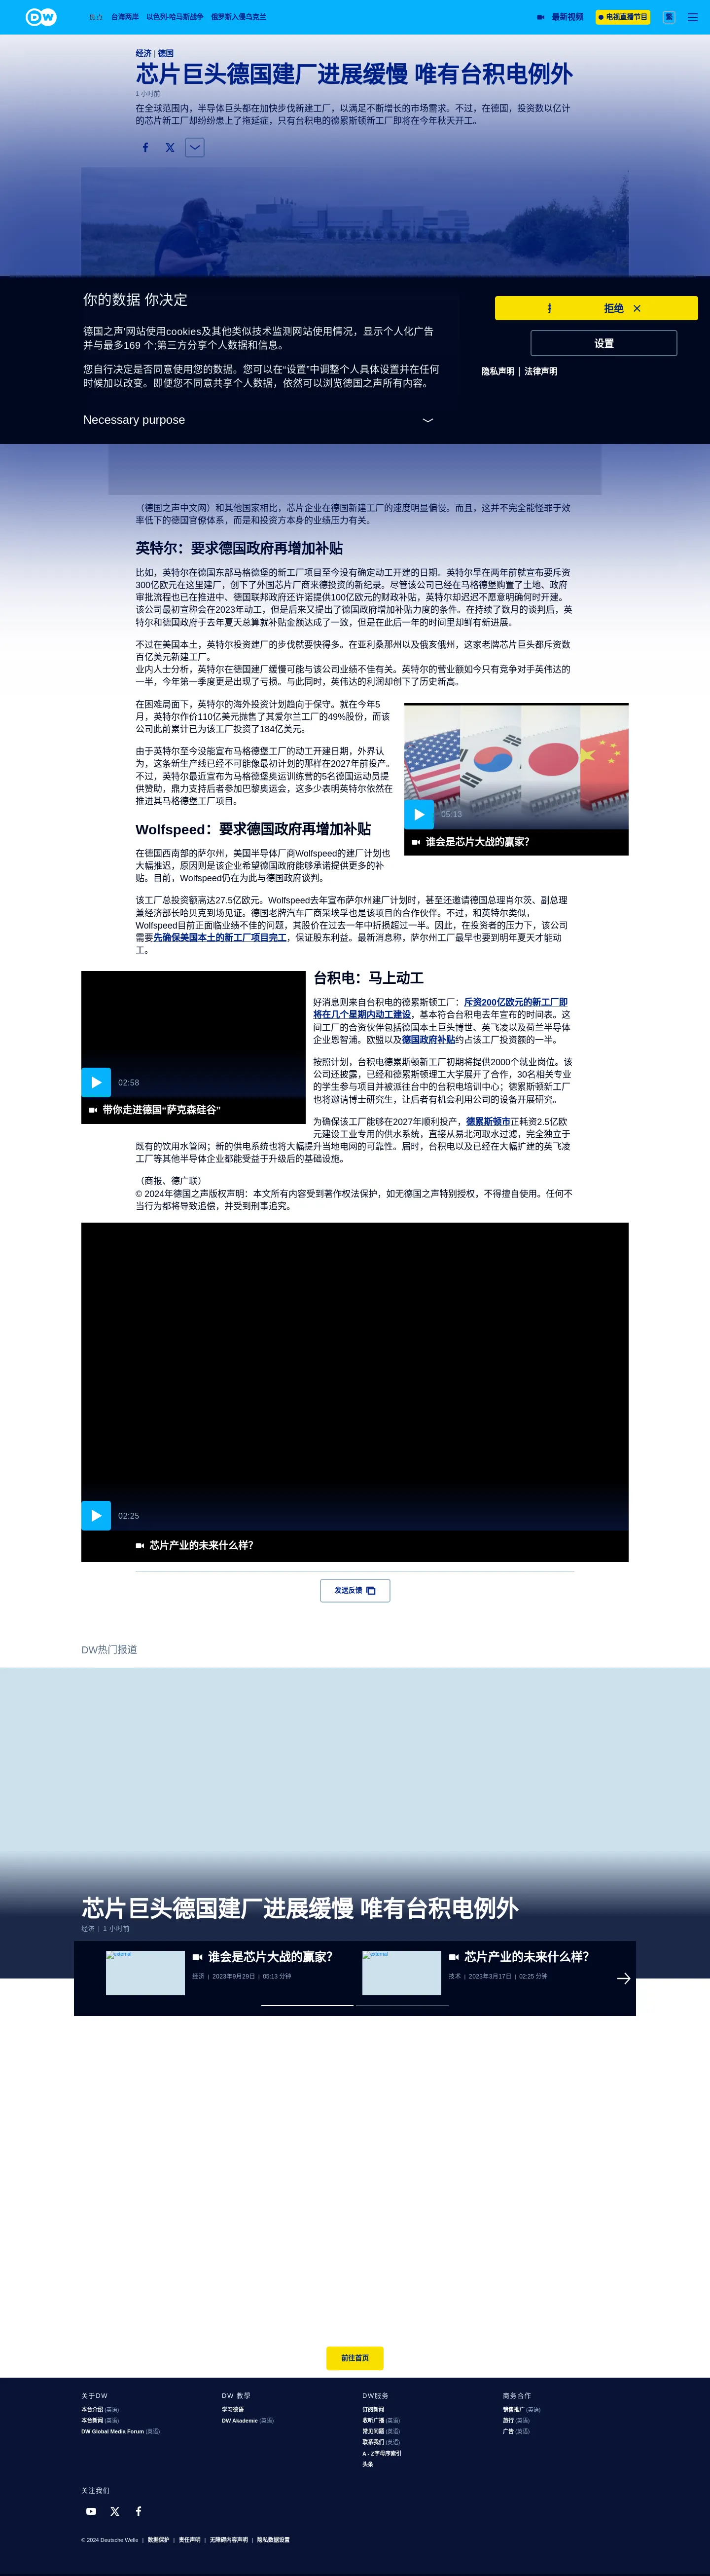 DW
焦点
台海两岸
以色列-哈马斯战争
俄罗斯入侵乌克兰
最新视频
电视直播节目
繁
经济 | 德国
芯片巨头德国建厂进展缓慢 唯有台积电例外
1 小时前
在全球范围内，半导体巨头都在加快步伐新建工厂，以满足不断增长的市场需求。不过，在德国，投资数以亿计
的芯片新工厂却纷纷患上了拖延症，只有台积电的德累斯顿新工厂即将在今年秋天开工。
你的数据 你决定
德国之声'网站使用cookies及其他类似技术监测网站使用情况，显示个人化广告
并与最多169 个;第三方分享个人数据和信息。
您自行决定是否同意使用您的数据。您可以在“设置”中调整个人具体设置并在任何
时候加以改变。即便您不同意共享个人数据，依然可以浏览德国之声所有内容。
Necessary purpose
拒绝
设置
隐私声明 | 法律声明
（德国之声中文网）和其他国家相比，芯片企业在德国新建工厂的速度明显偏慢。而且，这并不完全能怪罪于效
率低下的德国官僚体系，而是和投资方本身的业绩压力有关。
英特尔：要求德国政府再增加补贴
比如，英特尔在德国东部马格德堡的新工厂项目至今没有确定动工开建的日期。英特尔早在两年前就宣布要斥资
300亿欧元在这里建厂，创下了外国芯片厂商来德投资的新纪录。尽管该公司已经在马格德堡购置了土地、政府
审批流程也已在推进中、德国联邦政府还许诺提供100亿欧元的财政补贴，英特尔却迟迟不愿意明确何时开建。
该公司最初宣称会在2023年动工，但是后来又提出了德国政府增加补贴力度的条件。在持续了数月的谈判后，英
特尔和德国政府于去年夏天总算就补贴金额达成了一致，但是在此后一年的时间里却鲜有新进展。
不过在美国本土，英特尔投资建厂的步伐就要快得多。在亚利桑那州以及俄亥俄州，这家老牌芯片巨头都斥资数
百亿美元新建工厂。
业内人士分析，英特尔在德国建厂缓慢可能与该公司业绩不佳有关。英特尔的营业额如今只有竞争对手英伟达的
一半，今年第一季度更是出现了亏损。与此同时，英伟达的利润却创下了历史新高。
在困难局面下，英特尔的海外投资计划趋向于保守。就在今年5
月，英特尔作价110亿美元抛售了其爱尔兰工厂的49%股份，而该
公司此前累计已为该工厂投资了184亿美元。
由于英特尔至今没能宣布马格德堡工厂的动工开建日期，外界认
为，这条新生产线已经不可能像最初计划的那样在2027年前投产。
不过，英特尔最近宣布为马格德堡奥运训练营的5名德国运动员提
供赞助，鼎力支持后者参加巴黎奥运会，这多少表明英特尔依然在
推进其马格德堡工厂项目。
05:13
谁会是芯片大战的赢家？
Wolfspeed：要求德国政府再增加补贴
在德国西南部的萨尔州，美国半导体厂商Wolfspeed的建厂计划也
大幅推迟，原因则是该企业希望德国政府能够承诺提供更多的补
贴。目前，Wolfspeed仍在为此与德国政府谈判。
该工厂总投资额高达27.5亿欧元。Wolfspeed去年宣布萨尔州建厂计划时，甚至还邀请德国总理肖尔茨、副总理
兼经济部长哈贝克到场见证。德国老牌汽车厂商采埃孚也是该项目的合作伙伴。不过，和英特尔类似，
Wolfspeed目前正面临业绩不佳的问题，其股价在过去一年中折损超过一半。因此，在投资者的压力下，该公司
需要先确保美国本土的新工厂项目完工，保证股东利益。最新消息称，萨尔州工厂最早也要到明年夏天才能动
工。
02:58
带你走进德国“萨克森硅谷”
台积电：马上动工
好消息则来自台积电的德累斯顿工厂：斥资200亿欧元的新工厂即
将在几个星期内动工建设，基本符合台积电去年宣布的时间表。这
间工厂的合资伙伴包括德国本土巨头博世、英飞凌以及荷兰半导体
企业恩智浦。欧盟以及德国政府补贴约占该工厂投资额的一半。
按照计划，台积电德累斯顿新工厂初期将提供2000个就业岗位。该
公司还披露，已经和德累斯顿理工大学展开了合作，30名相关专业
的学生参与项目并被派往台中的台积电培训中心；德累斯顿新工厂
也将邀请博士研究生，让后者有机会利用公司的设备开展研究。
为确保该工厂能够在2027年顺利投产，德累斯顿市正耗资2.5亿欧
元建设工业专用的供水系统，直接从易北河取水过滤，完全独立于
既有的饮用水管网；新的供电系统也将大幅提升当地电网的可靠性。届时，台积电以及已经在大幅扩建的英飞凌
工厂等其他半导体企业都能受益于升级后的基础设施。
（商报、德广联）
© 2024年德国之声版权声明：本文所有内容受到著作权法保护，如无德国之声特别授权，不得擅自使用。任何不
当行为都将导致追偿，并受到刑事追究。
02:25
芯片产业的未来什么样？
发送反馈
DW热门报道
芯片巨头德国建厂进展缓慢 唯有台积电例外
经济 | 1 小时前
external
谁会是芯片大战的赢家？
经济 | 2023年9月29日 | 05:13 分钟
external
芯片产业的未来什么样？
技术 | 2023年3月17日 | 02:25 分钟
前往首页
关于DW
本台介绍 (英语)
本台新闻 (英语)
DW Global Media Forum (英语)
DW 教學
学习德语
DW Akademie (英语)
DW服务
订阅新闻
收听广播 (英语)
常见问题 (英语)
联系我们 (英语)
A - Z字母序索引
头条
商务合作
销售推广 (英语)
旅行 (英语)
广告 (英语)
关注我们
© 2024 Deutsche Welle | 数据保护 | 责任声明 | 无障碍内容声明 | 隐私数据设置